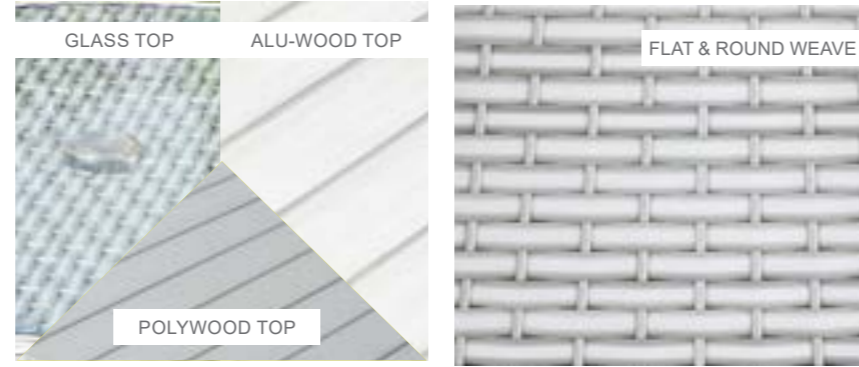 GLASS TOP
ALU-WOOD TOP
POLYWOOD TOP
FLAT & ROUND WEAVE